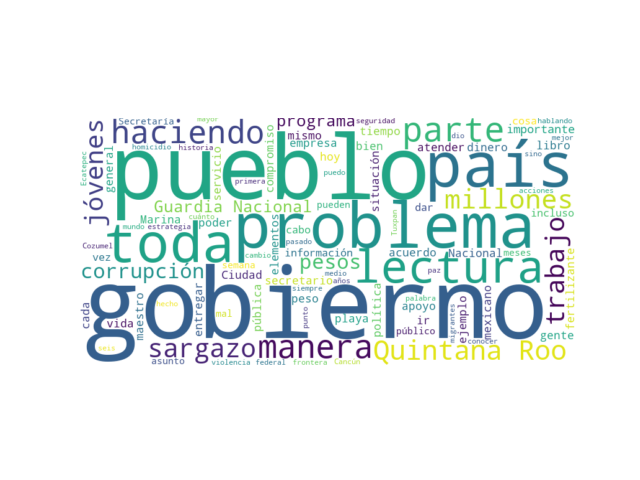 Secretaría mayor seguridad cosa hablando
haciendo programa parte importante mejor
jóvenes homicidio historia compromiso empresa mismo tiempo bien dio atender dinero libro sino
Ecatepec general servicio pueblo hoy situación país acciones
primera puedo
Guardia Nacional pueden dar millones incluso
Marina cuánto poder problema Tuxpan
mundo estrategia toda elementos cabo trabajo
Cozumel cambio pasado acuerdo Nacional meses
vez información lectura
corrupción semana Ciudad secretario pesos medio años paz fertilizante
cada gobierno siempre peso política palabra apoyo migrantes ejemplo mexicano
hecho entregar pública punto playa ir gente
vida maestro mal público conocer
seis sargazo manera Quintana Roo
asunto violencia federal frontera Cancún